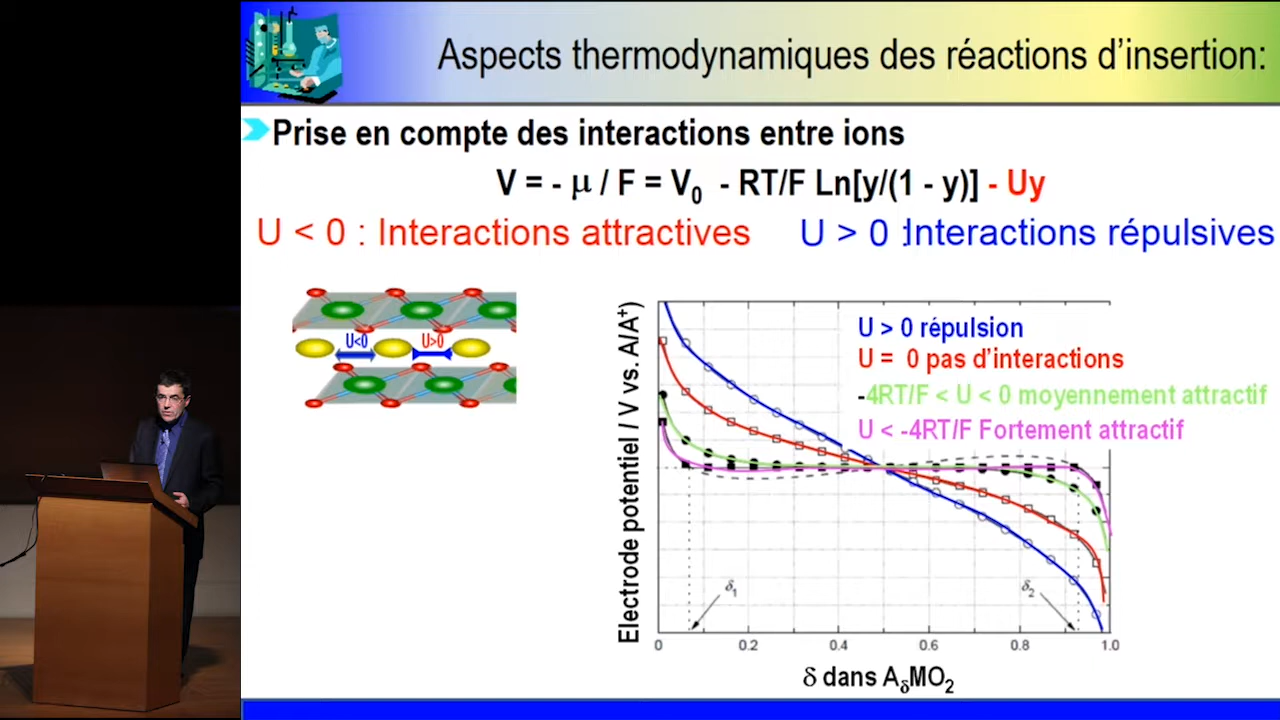 Aspects thermodynamiques des réactions d'insertion:
Prise en compte des interactions entre ions
V = - μ / F = V₀ - RT/F Ln[y/(1 - y)] - Uy
U < 0 : Interactions attractives
U > 0 :Interactions répulsives
U<0
U>0
Electrode potentiel / V vs. A/A⁺)
U > 0 répulsion
U = 0 pas d'interactions
-4RT/F < U < 0 moyennement attractif
U < -4RT/F Fortement attractif
δ₁
δ₂
0 0.2 0.4 0.6 0.8 1.0
δ dans AδMO₂